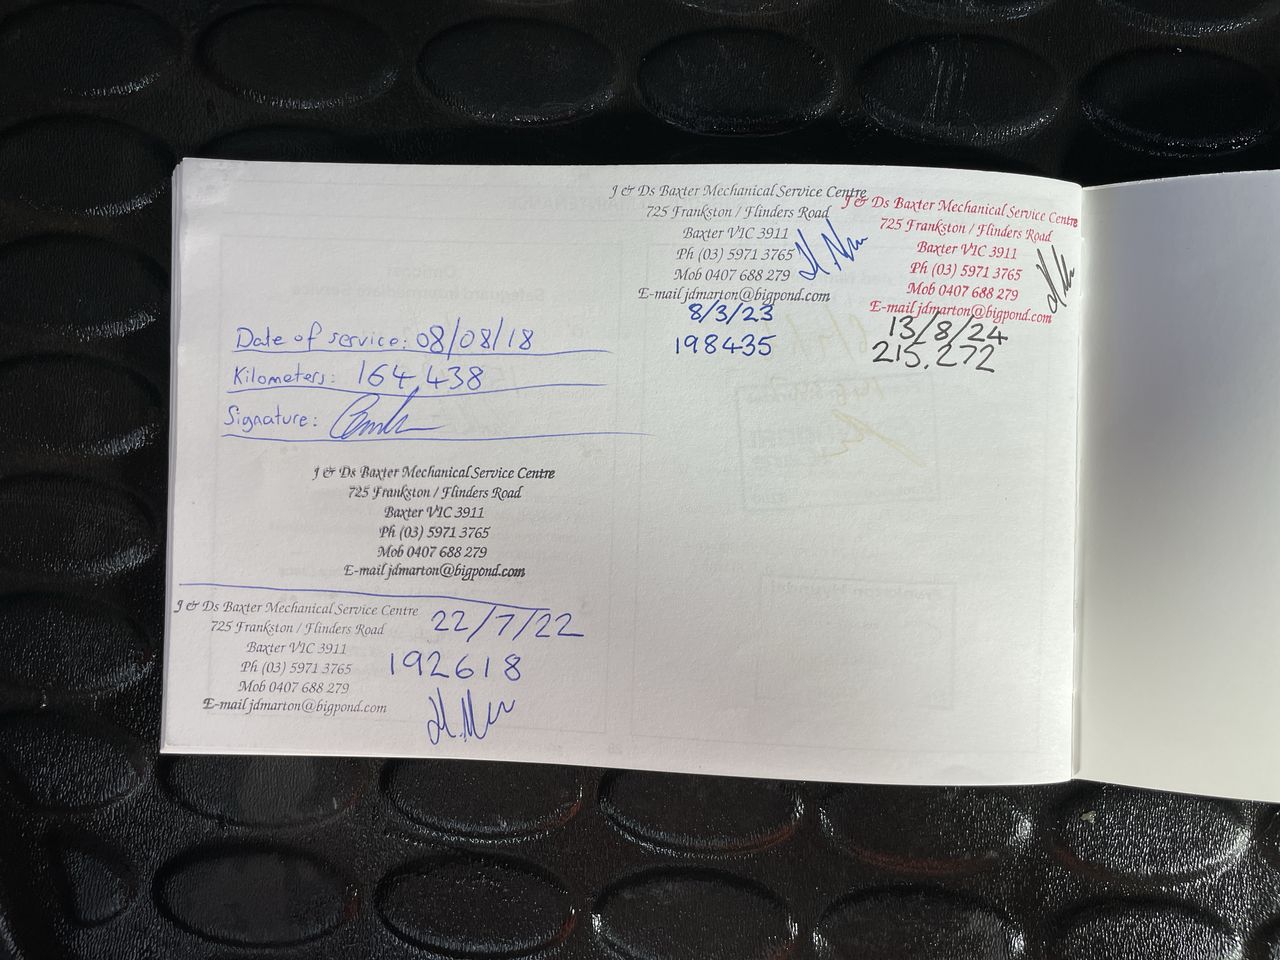 Date of service: 08/08/18
Kilometers: 164,438
Signature:
J & Ds Baxter Mechanical Service Centre
725 Frankston / Flinders Road
Baxter VIC 3911
Ph (03) 5971 3765
Mob 0407 688 279
E-mail jdmarton@bigpond.com
J & Ds Baxter Mechanical Service Centre
725 Frankston / Flinders Road
Baxter VIC 3911
Ph (03) 5971 3765
Mob 0407 688 279
E-mail jdmarton@bigpond.com
22/7/22
192618
J & Ds Baxter Mechanical Service Centre
725 Frankston / Flinders Road
Baxter VIC 3911
Ph (03) 5971 3765
Mob 0407 688 279
E-mail jdmarton@bigpond.com
8/3/23
198435
J & Ds Baxter Mechanical Service Centre
725 Frankston / Flinders Road
Baxter VIC 3911
Ph (03) 5971 3765
Mob 0407 688 279
E-mail jdmarton@bigpond.com
13/8/24
215,272